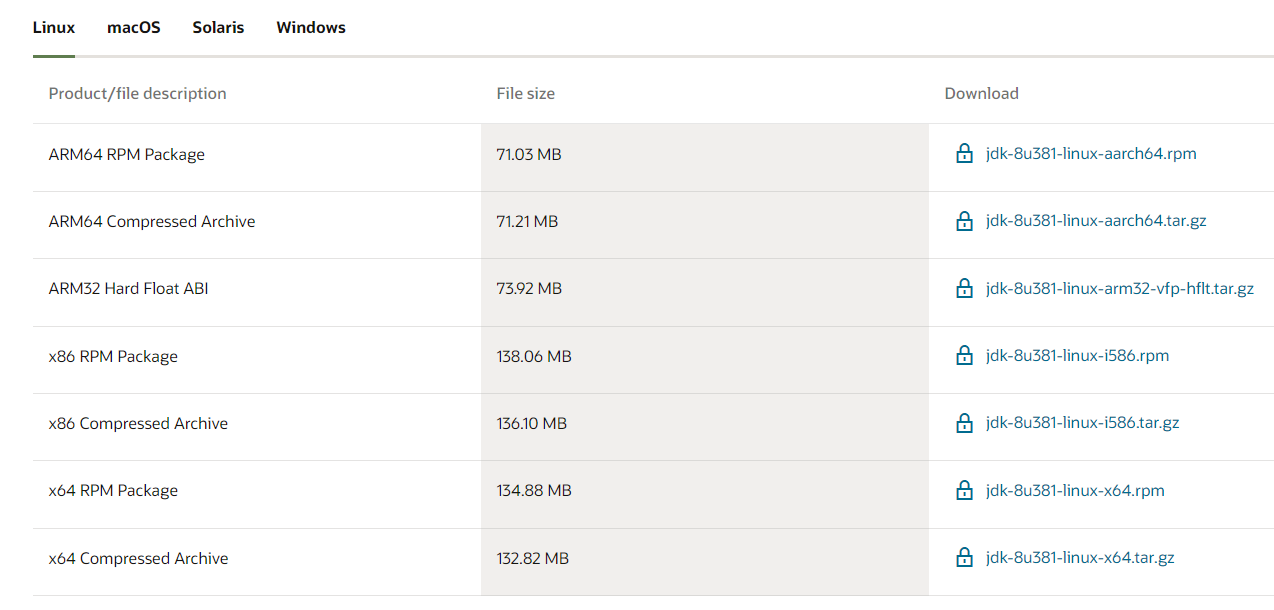 Linux macOS Solaris Windows
Product/file description File size Download
ARM64 RPM Package 71.03 MB jdk-8u381-linux-aarch64.rpm
ARM64 Compressed Archive 71.21 MB jdk-8u381-linux-aarch64.tar.gz
ARM32 Hard Float ABI 73.92 MB jdk-8u381-linux-arm32-vfp-hflt.tar.gz
x86 RPM Package 138.06 MB jdk-8u381-linux-i586.rpm
x86 Compressed Archive 136.10 MB jdk-8u381-linux-i586.tar.gz
x64 RPM Package 134.88 MB jdk-8u381-linux-x64.rpm
x64 Compressed Archive 132.82 MB jdk-8u381-linux-x64.tar.gz